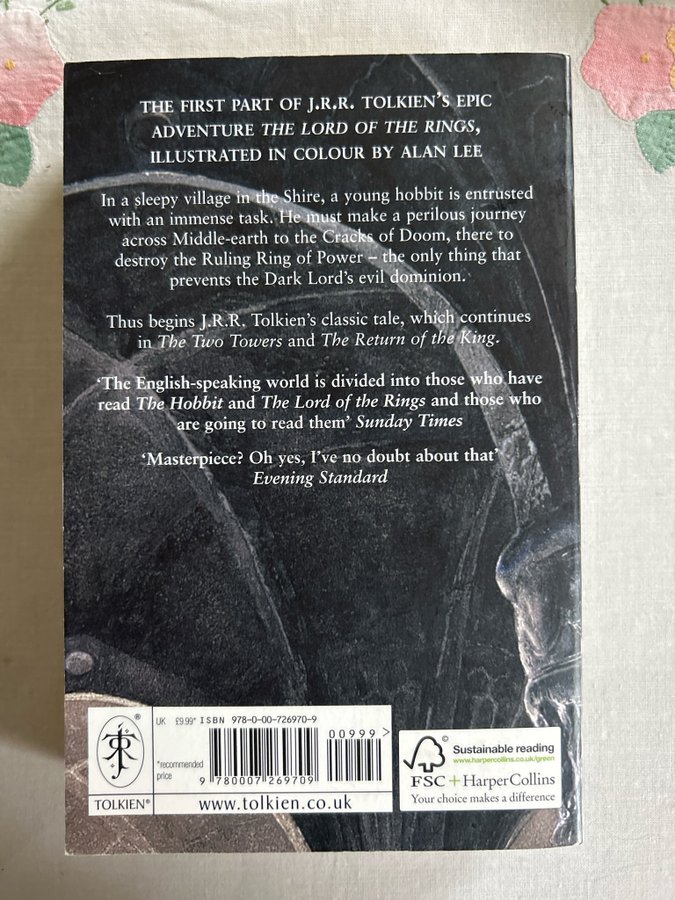 THE FIRST PART OF J.R.R. TOLKIEN'S EPIC
ADVENTURE THE LORD OF THE RINGS,
ILLUSTRATED IN COLOUR BY ALAN LEE
In a sleepy village in the Shire, a young hobbit is entrusted
with an immense task. He must make a perilous journey
across Middle-earth to the Cracks of Doom, there to
destroy the Ruling Ring of Power – the only thing that
prevents the Dark Lord's evil dominion.
Thus begins J.R.R. Tolkien's classic tale, which continues
in The Two Towers and The Return of the King.
'The English-speaking world is divided into those who have
read The Hobbit and The Lord of the Rings and those who
are going to read them' Sunday Times
'Masterpiece? Oh yes, I've no doubt about that'
Evening Standard
®
TOLKIEN®
UK £9.99* ISBN 978-0-00-726970-9
*recommended
price
00999 >
9 780007 269709
www.tolkien.co.uk
©
Sustainable reading
www.harpercollins.co.uk/green
FSC + HarperCollins
Your choice makes a difference